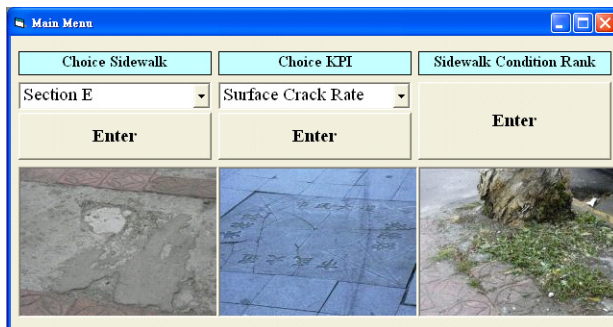 Main Menu
Choice Sidewalk
Choice KPI
Sidewalk Condition Rank
Section E
Surface Crack Rate
Enter
Enter
Enter